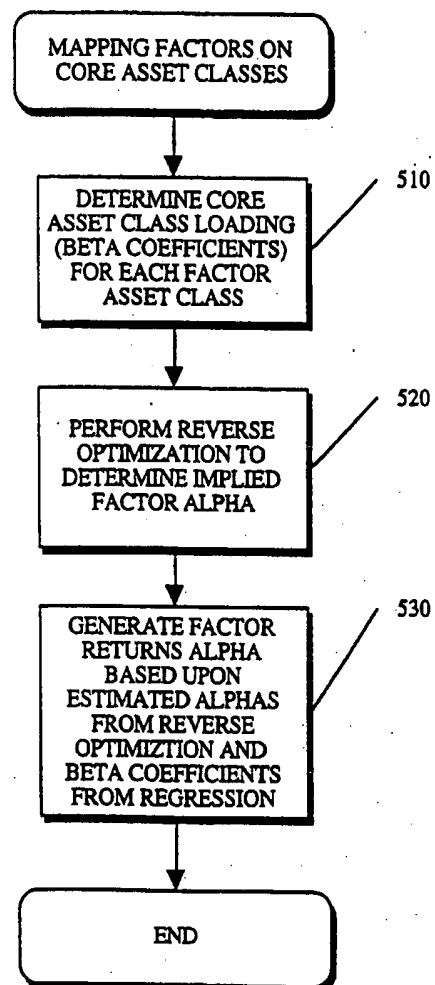 MAPPING FACTORS ON
CORE ASSET CLASSES
510
DETERMINE CORE
ASSET CLASS LOADING
(BETA COEFFICIENTS)
FOR EACH FACTOR
ASSET CLASS
520
PERFORM REVERSE
OPTIMIZATION TO
DETERMINE IMPLIED
FACTOR ALPHA
530
GENERATE FACTOR
RETURNS ALPHA
BASED UPON
ESTIMATED ALPHAS
FROM REVERSE
OPTIMIZTION AND
BETA COEFFICIENTS
FROM REGRESSION
END